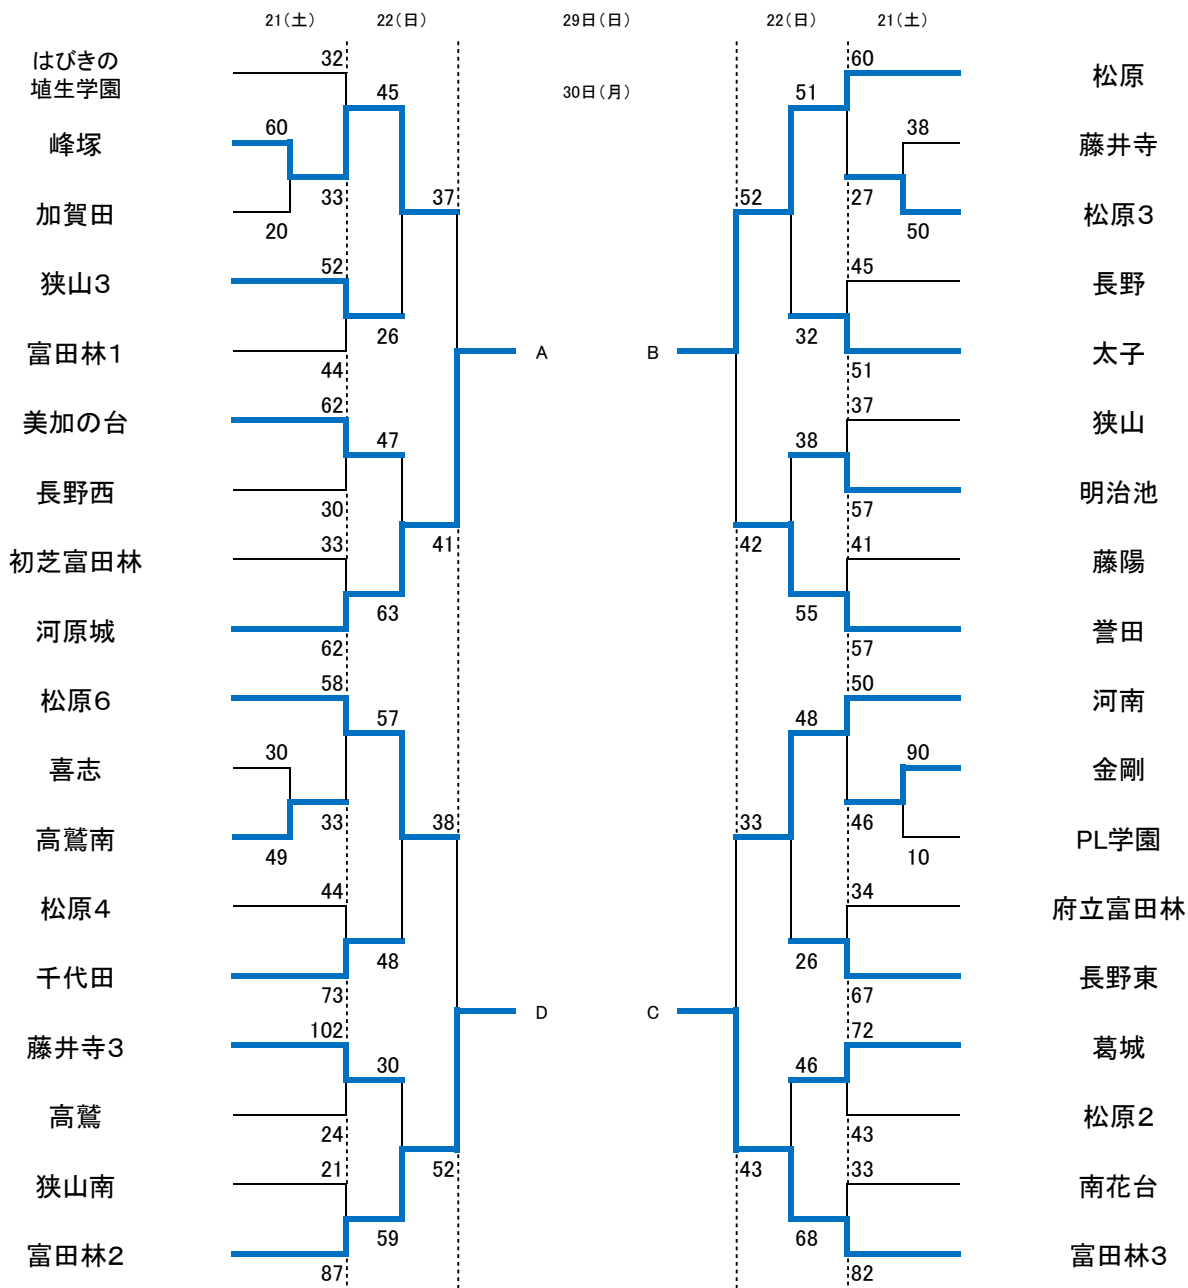 21（土）
22（日）
29日（日）
22（日）
21（土）
30日（月）
はびきの
埴生学園
32
45
峰塚
60
33
37
加賀田
20
狭山３
52
26
富田林１
44
A
美加の台
62
47
長野西
30
41
初芝富田林
33
63
河原城
62
松原６
58
57
喜志
30
33
38
高鷲南
49
松原４
44
48
千代田
73
D
藤井寺３
102
30
高鷲
24
52
狭山南
21
59
富田林２
87
60
松原
51
38
藤井寺
52
27
松原３
50
45
長野
32
太子
51
B
37
狭山
38
明治池
57
42
41
藤陽
55
誉田
57
50
河南
48
90
金剛
33
46
PL学園
10
34
府立富田林
26
長野東
67
C
72
葛城
46
松原２
43
43
33
南花台
68
富田林３
82